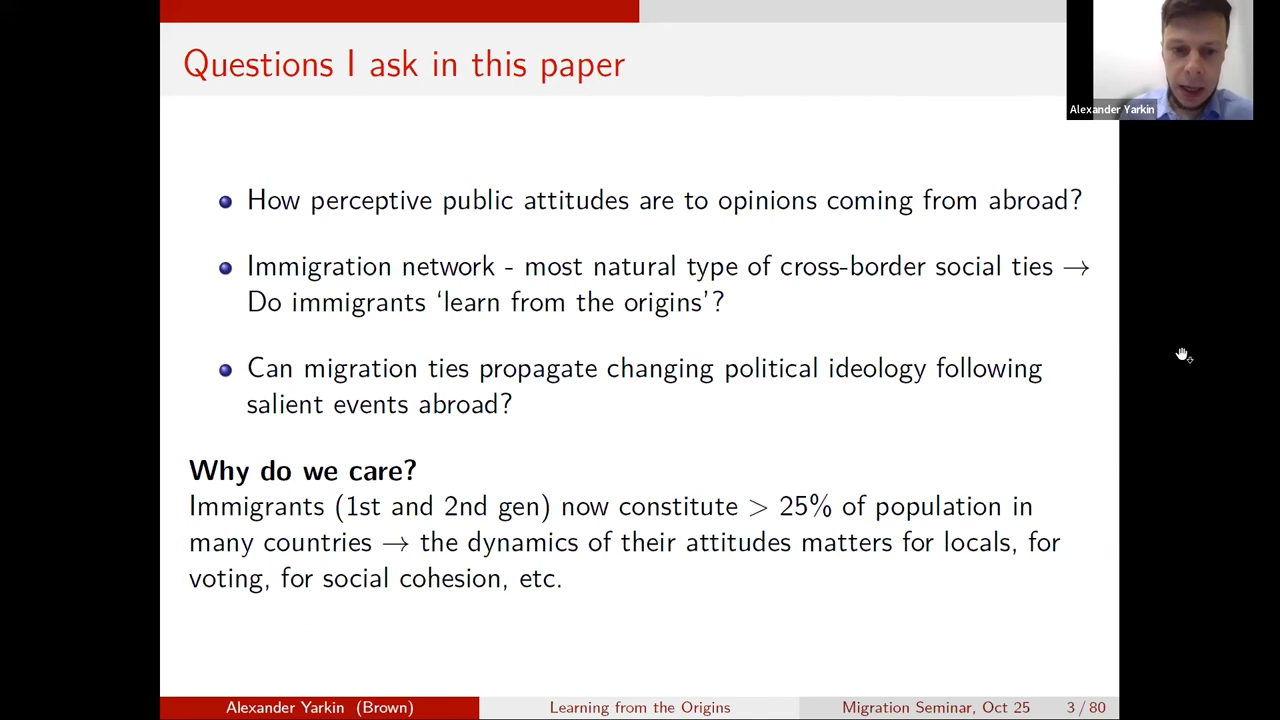 Questions I ask in this paper
Alexander Yarkin
How perceptive public attitudes are to opinions coming from abroad?
Immigration network - most natural type of cross-border social ties →
Do immigrants ‘learn from the origins’?
Can migration ties propagate changing political ideology following
salient events abroad?
Why do we care?
Immigrants (1st and 2nd gen) now constitute > 25% of population in
many countries → the dynamics of their attitudes matters for locals, for
voting, for social cohesion, etc.
Alexander Yarkin (Brown) Learning from the Origins Migration Seminar, Oct 25 3 / 80